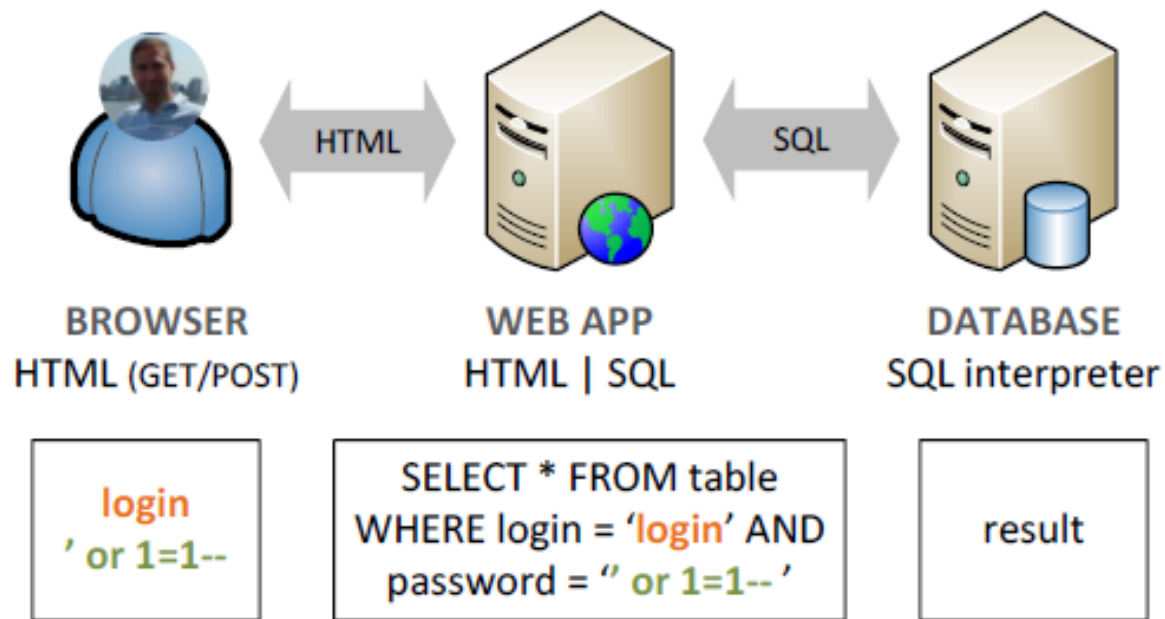 HTML
SQL
BROWSER
HTML (GET/POST)
WEB APP
HTML | SQL
DATABASE
SQL interpreter
login
’ or 1=1--
SELECT * FROM table
WHERE login = ‘login’ AND
password = ‘’ or 1=1-- ’
result